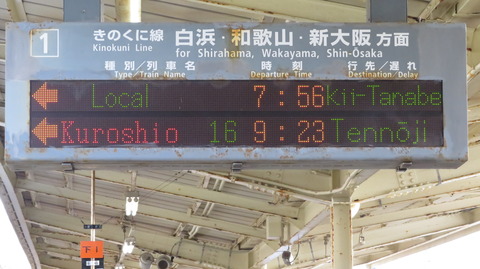 1 きのくに線 白浜・和歌山・新大阪 方面
Kinokuni Line for Shirahama, Wakayama, Shin-Ōsaka
種別/列車名 時刻 行先/遅れ
Type/Train Name Departure Time Destination/Delay
Local 7:56 Kii-Tanabe
Kuroshio 16 9:23 Tennōji
下り